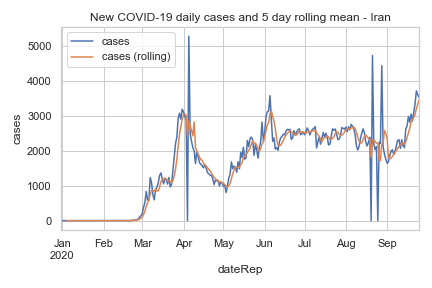 New COVID-19 daily cases and 5 day rolling mean - Iran
cases
cases (rolling)
cases
5000
4000
3000
2000
1000
0
Jan Feb Mar Apr May Jun Jul Aug Sep
2020
dateRep